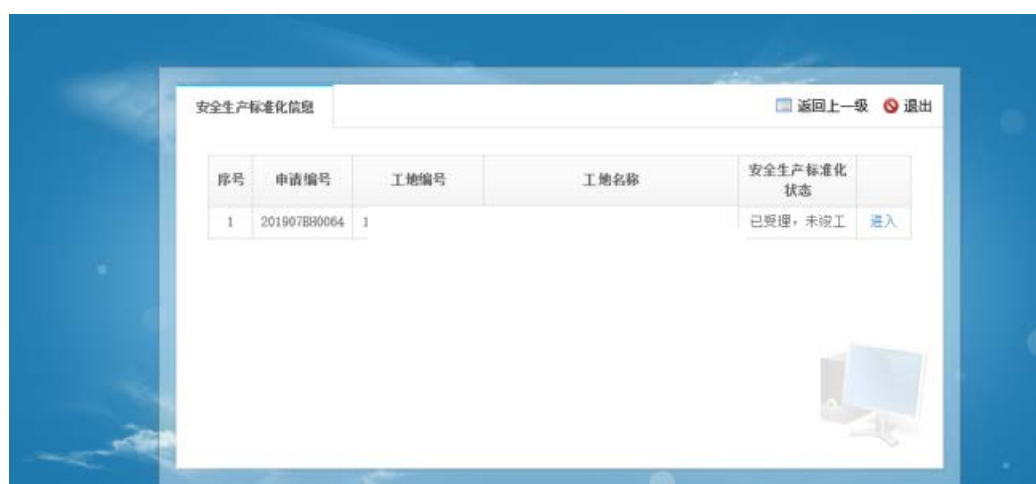 安全生产标准化信息 返回上一级 退出
序号 申请编号 工地编号 工地名称 安全生产标准化
状态
1 201907BH0064 1 已受理，未竣工 进入